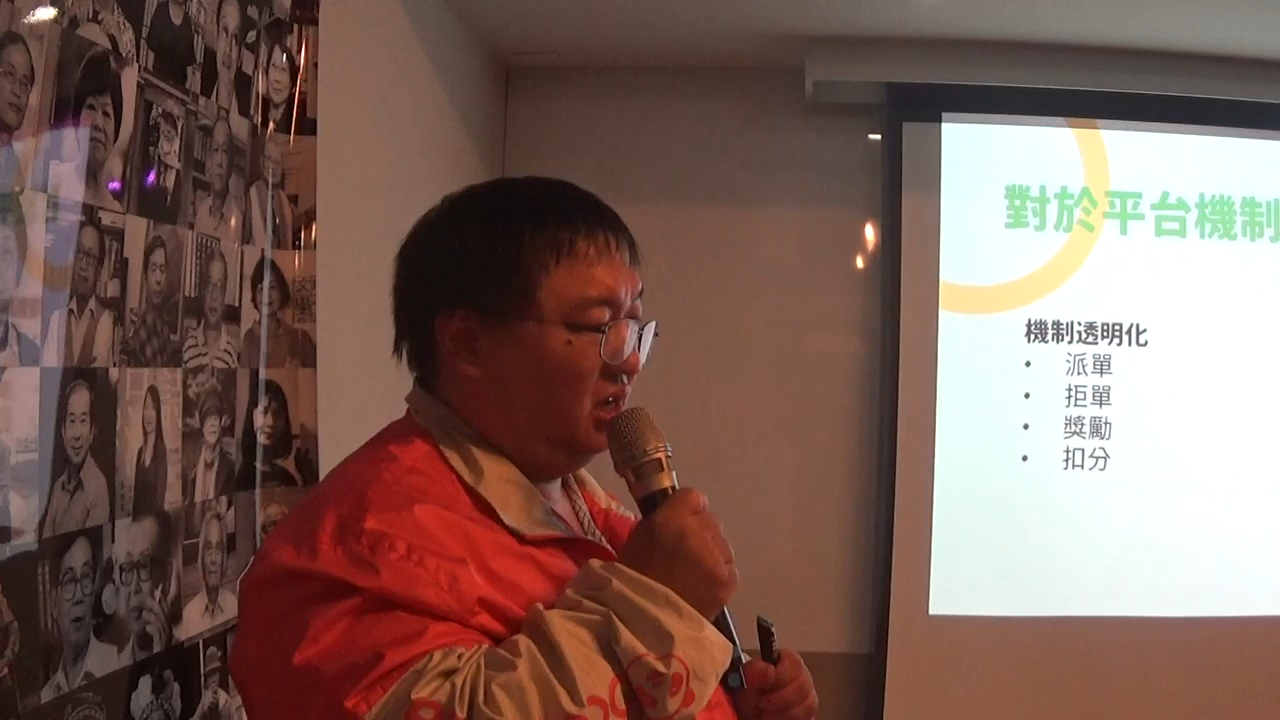 對於平台機制
機制透明化
• 派單
• 拒單
• 獎勵
• 扣分